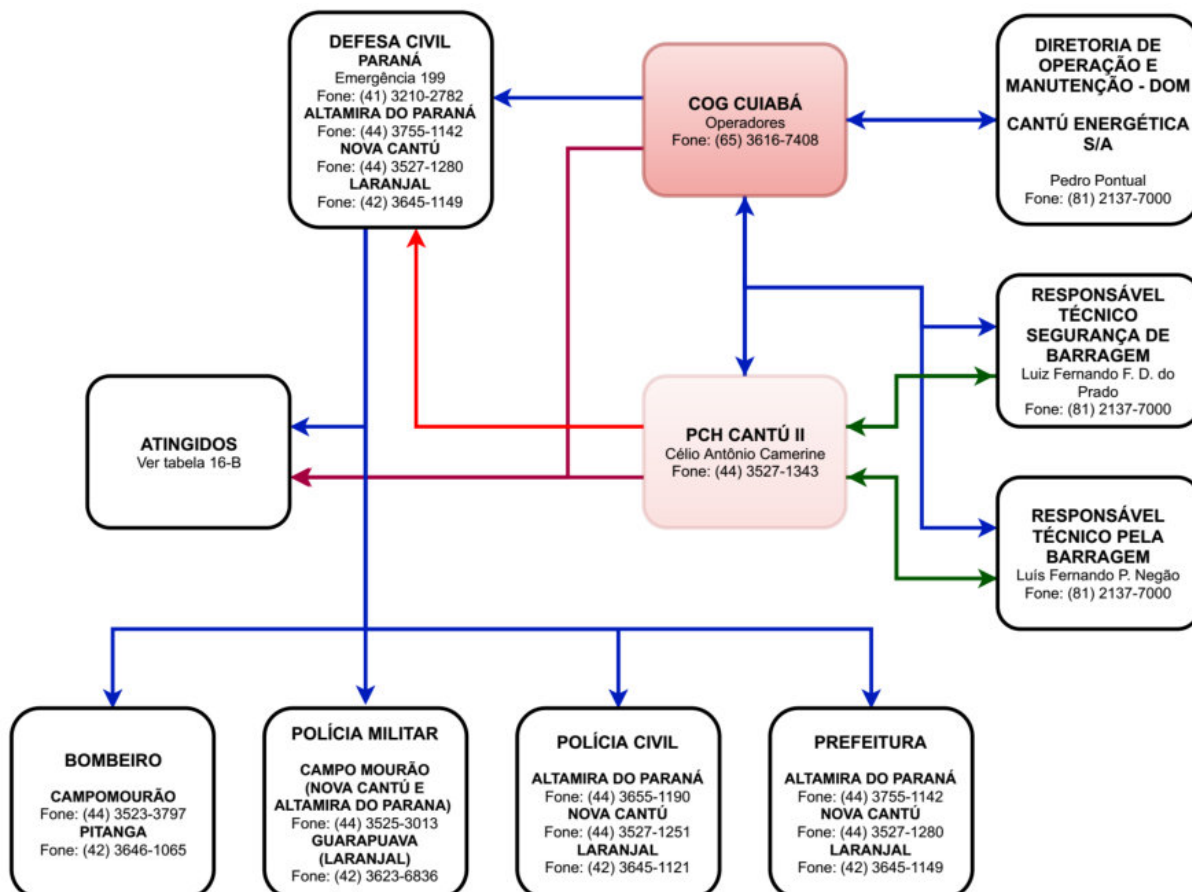 DEFESA CIVIL
PARANÁ
Emergência 199
Fone: (41) 3210-2782
ALTAMIRA DO PARANÁ
Fone: (44) 3755-1142
NOVA CANTÚ
Fone: (44) 3527-1280
LARANJAL
Fone: (42) 3645-1149
COG CUIABÁ
Operadores
Fone: (65) 3616-7408
DIRETORIA DE
OPERAÇÃO E
MANUTENÇÃO - DOM
CANTÚ ENERGÉTICA
S/A
Pedro Pontual
Fone: (81) 2137-7000
RESPONSÁVEL
TÉCNICO
SEGURANÇA DE
BARRAGEM
Luiz Fernando F. D. do
Prado
Fone: (81) 2137-7000
ATINGIDOS
Ver tabela 16-B
PCH CANTÚ II
Célio Antônio Camerine
Fone: (44) 3527-1343
RESPONSÁVEL
TÉCNICO PELA
BARRAGEM
Luís Fernando P. Negão
Fone: (81) 2137-7000
BOMBEIRO
CAMPOMOURÃO
Fone: (44) 3523-3797
PITANGA
Fone: (42) 3646-1065
POLÍCIA MILITAR
CAMPO MOURÃO
(NOVA CANTÚ E
ALTAMIRA DO PARANA)
Fone: (44) 3525-3013
GUARAPUAVA
(LARANJAL)
Fone: (42) 3623-6836
POLÍCIA CIVIL
ALTAMIRA DO PARANÁ
Fone: (44) 3655-1190
NOVA CANTÚ
Fone: (44) 3527-1251
LARANJAL
Fone: (42) 3645-1121
PREFEITURA
ALTAMIRA DO PARANÁ
Fone: (44) 3755-1142
NOVA CANTÚ
Fone: (44) 3527-1280
LARANJAL
Fone: (42) 3645-1149